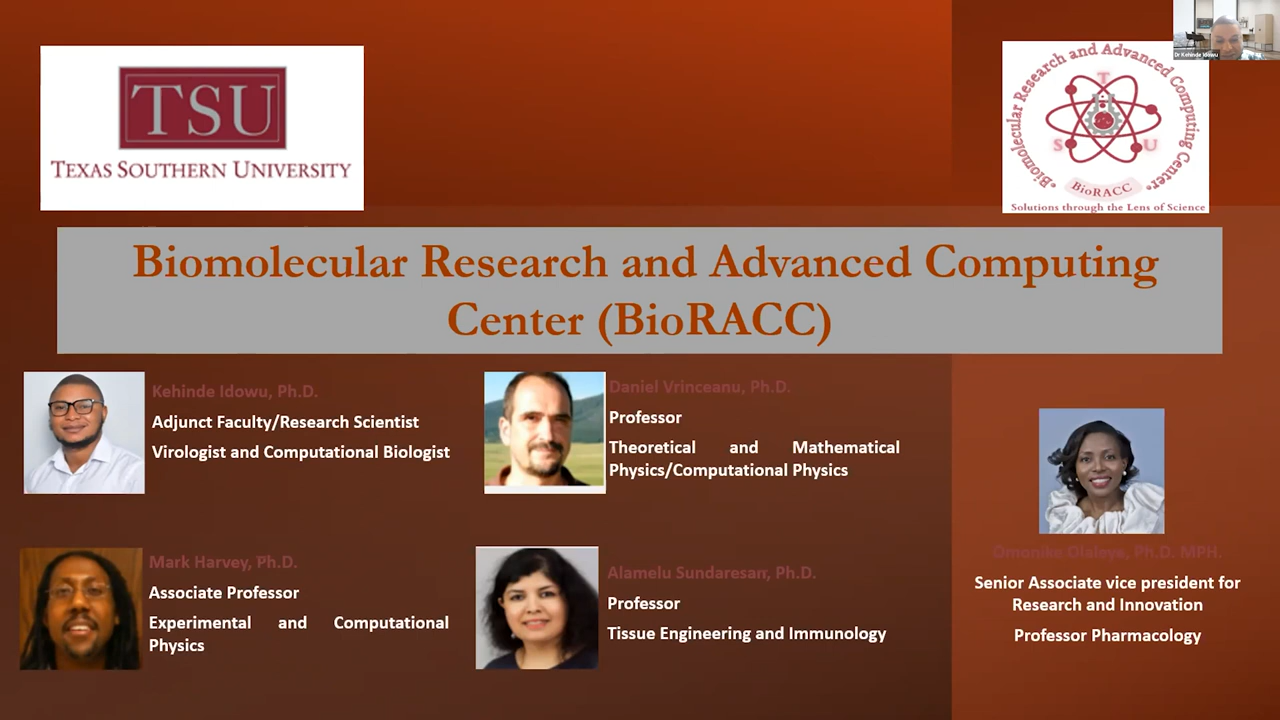 TSU
TEXAS SOUTHERN UNIVERSITY
Biomolecular Research and Advanced Computing Center
T
S U
BioRACC
Solutions through the Lens of Science
Dr Kehinde Idowu
Biomolecular Research and Advanced Computing
Center (BioRACC)
Kehinde Idowu, Ph.D.
Adjunct Faculty/Research Scientist
Virologist and Computational Biologist
Daniel Vrinceanu, Ph.D.
Professor
Theoretical and Mathematical
Physics/Computational Physics
Mark Harvey, Ph.D.
Associate Professor
Experimental and Computational
Physics
Alamelu Sundaresan, Ph.D.
Professor
Tissue Engineering and Immunology
Omonike Olaleye, Ph.D. MPH.
Senior Associate vice president for
Research and Innovation
Professor Pharmacology